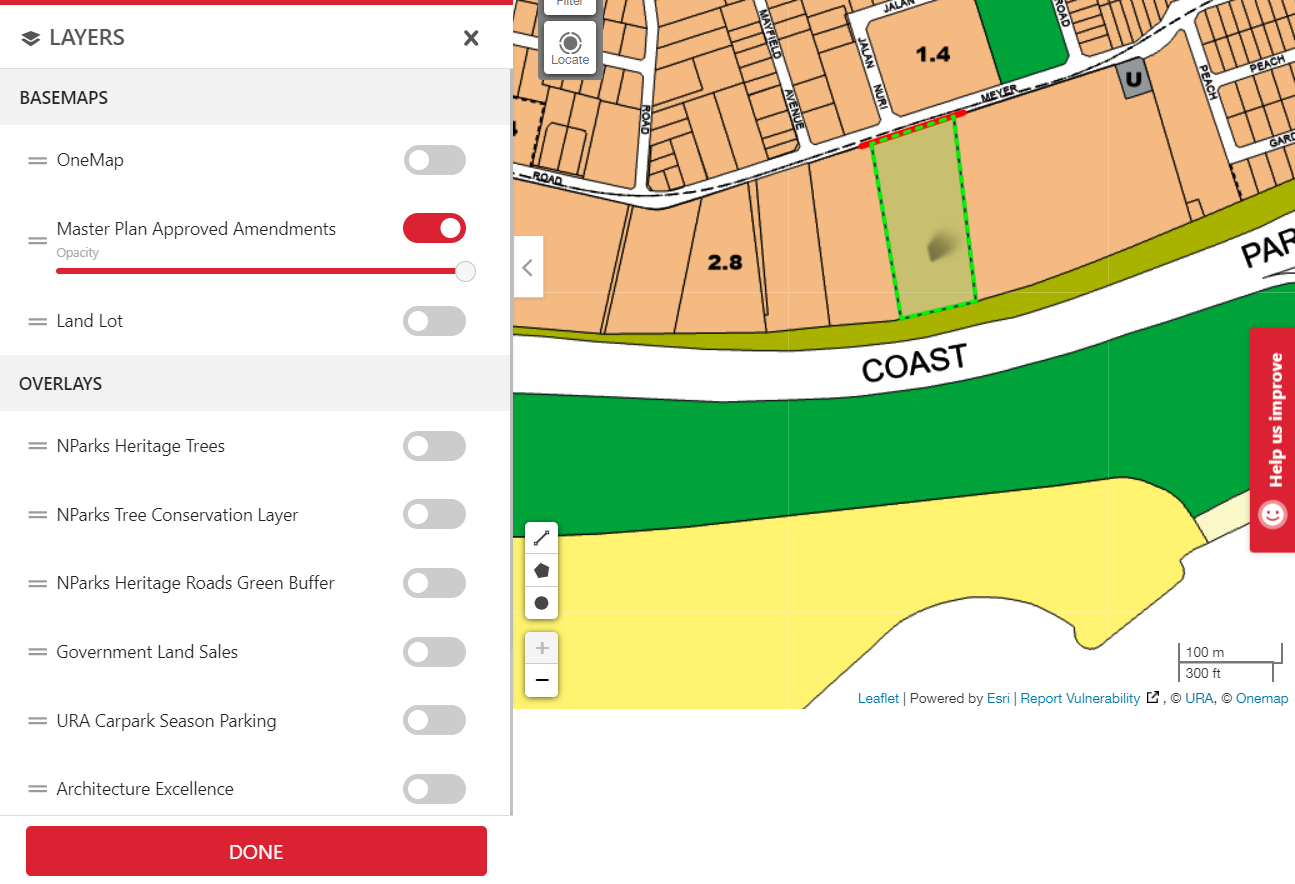 LAYERS
BASEMAPS
OneMap
Master Plan Approved Amendments
Opacity
Land Lot
OVERLAYS
NParks Heritage Trees
NParks Tree Conservation Layer
NParks Heritage Roads Green Buffer
Government Land Sales
URA Carpark Season Parking
Architecture Excellence
DONE
Filter
Locate
JALAN
ROAD
MAYFIELD
AVENUE
JALAN
NURI
1.4
MEYER
U
PEACH
PEACH
GARD
ROAD
ROAD
2.8
COAST
PAR
Help us improve
100 m
300 ft
Leaflet | Powered by Esri | Report Vulnerability , © URA, © Onemap